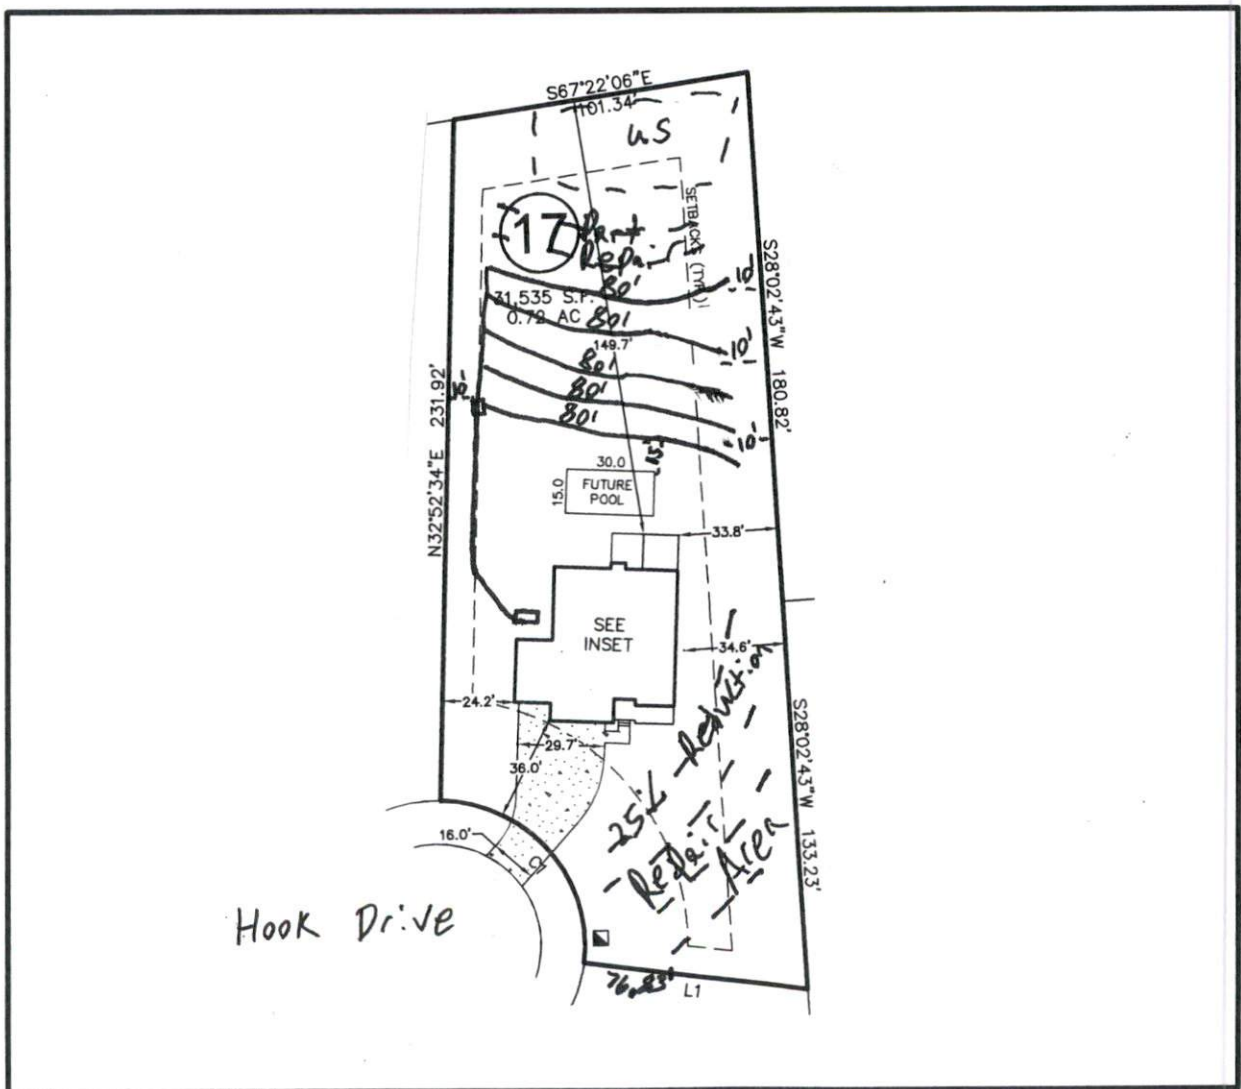 S67°22'06"E
101.34'
us
17
Part
Repair
SETBACKS (TYP.)
80'
10'
31,535 S.F.
0.72 AC
80'
149.7'
10'
80'
80'
80'
10'
10'
S28°02'43"W 180.82'
N32°52'34"E 231.92'
15'
30.0
15.0
FUTURE
POOL
33.8'
SEE
INSET
34.6'
24.2'
29.7'
36.0'
25% Reduction
Repair
Area
S28°02'43"W 133.23'
16.0'
C1
Hook Drive
76.83'
L1